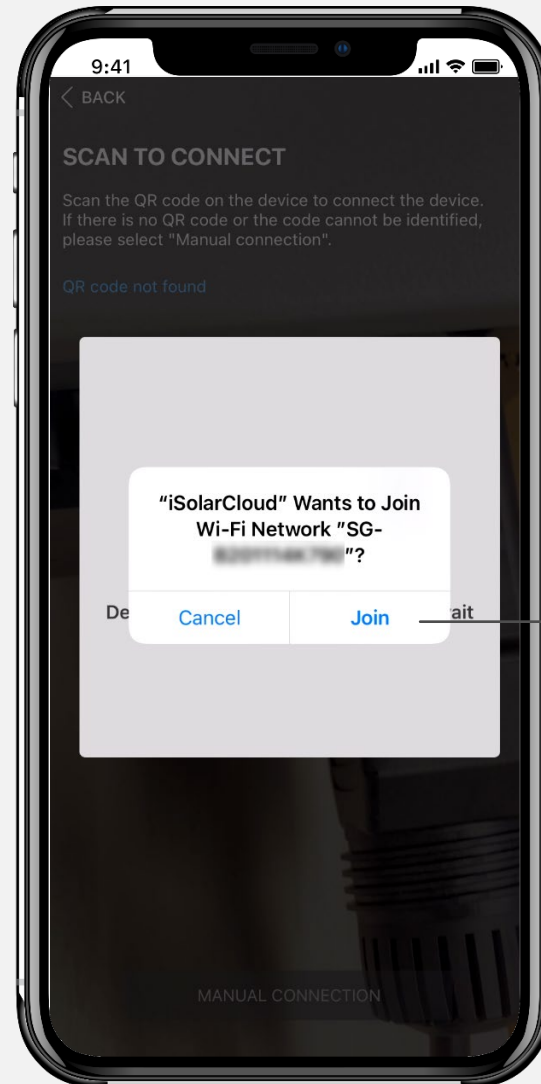 9:41
< BACK
SCAN TO CONNECT
Scan the QR code on the device to connect the device.
If there is no QR code or the code cannot be identified,
please select "Manual connection".
QR code not found
“iSolarCloud” Wants to Join
Wi-Fi Network ”SG-
”?
De ait
Cancel Join
MANUAL CONNECTION